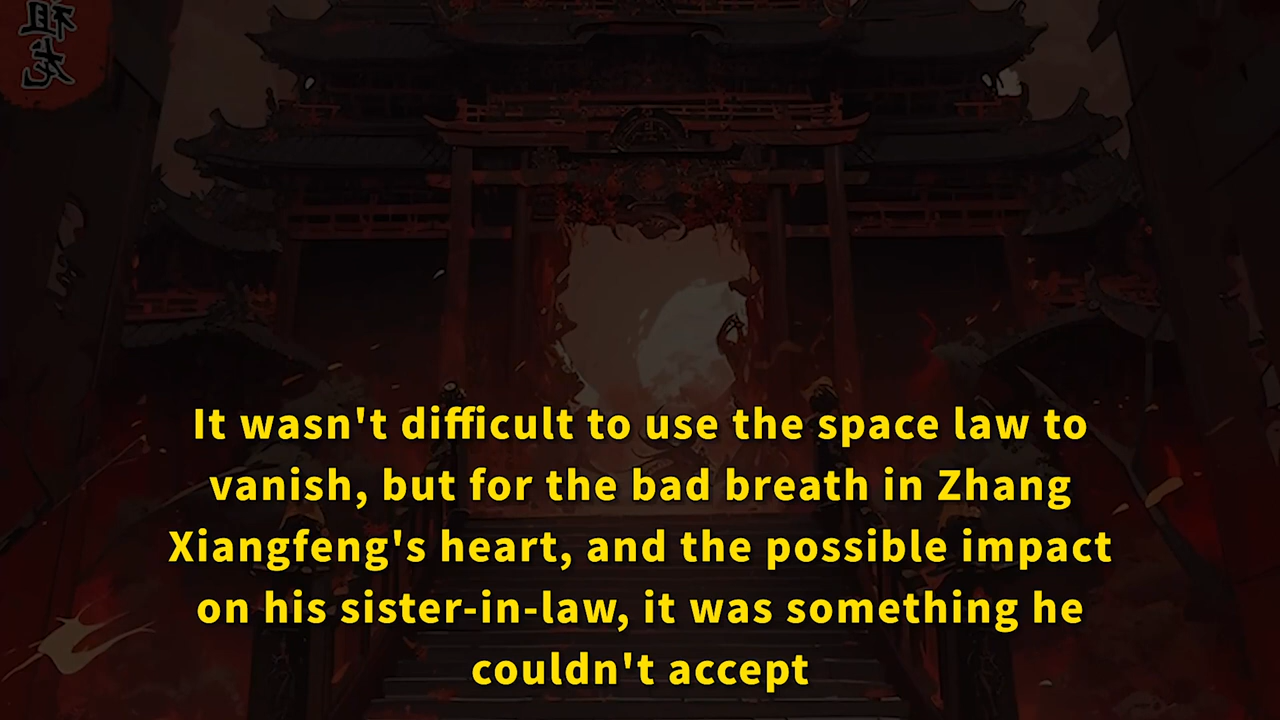 It wasn't difficult to use the space law to
vanish, but for the bad breath in Zhang
Xiangfeng's heart, and the possible impact
on his sister-in-law, it was something he
couldn't accept